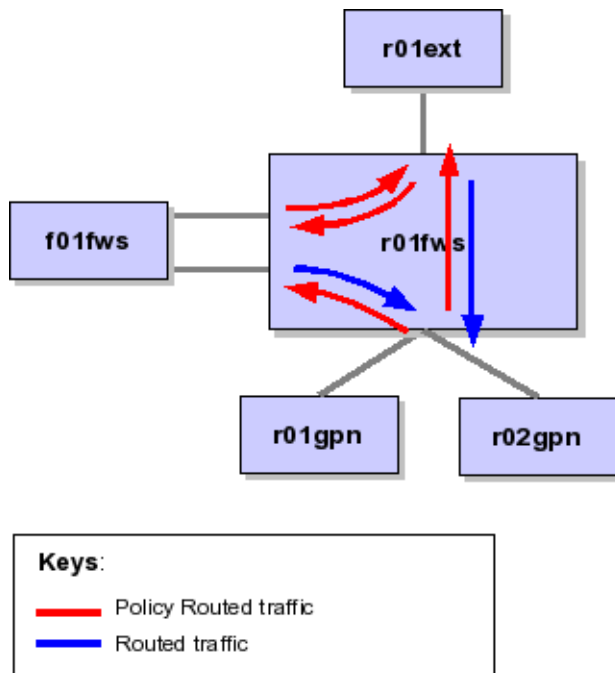 r01ext
f01fws
r01fws
r01gpn
r02gpn
Keys:
Policy Routed traffic
Routed traffic